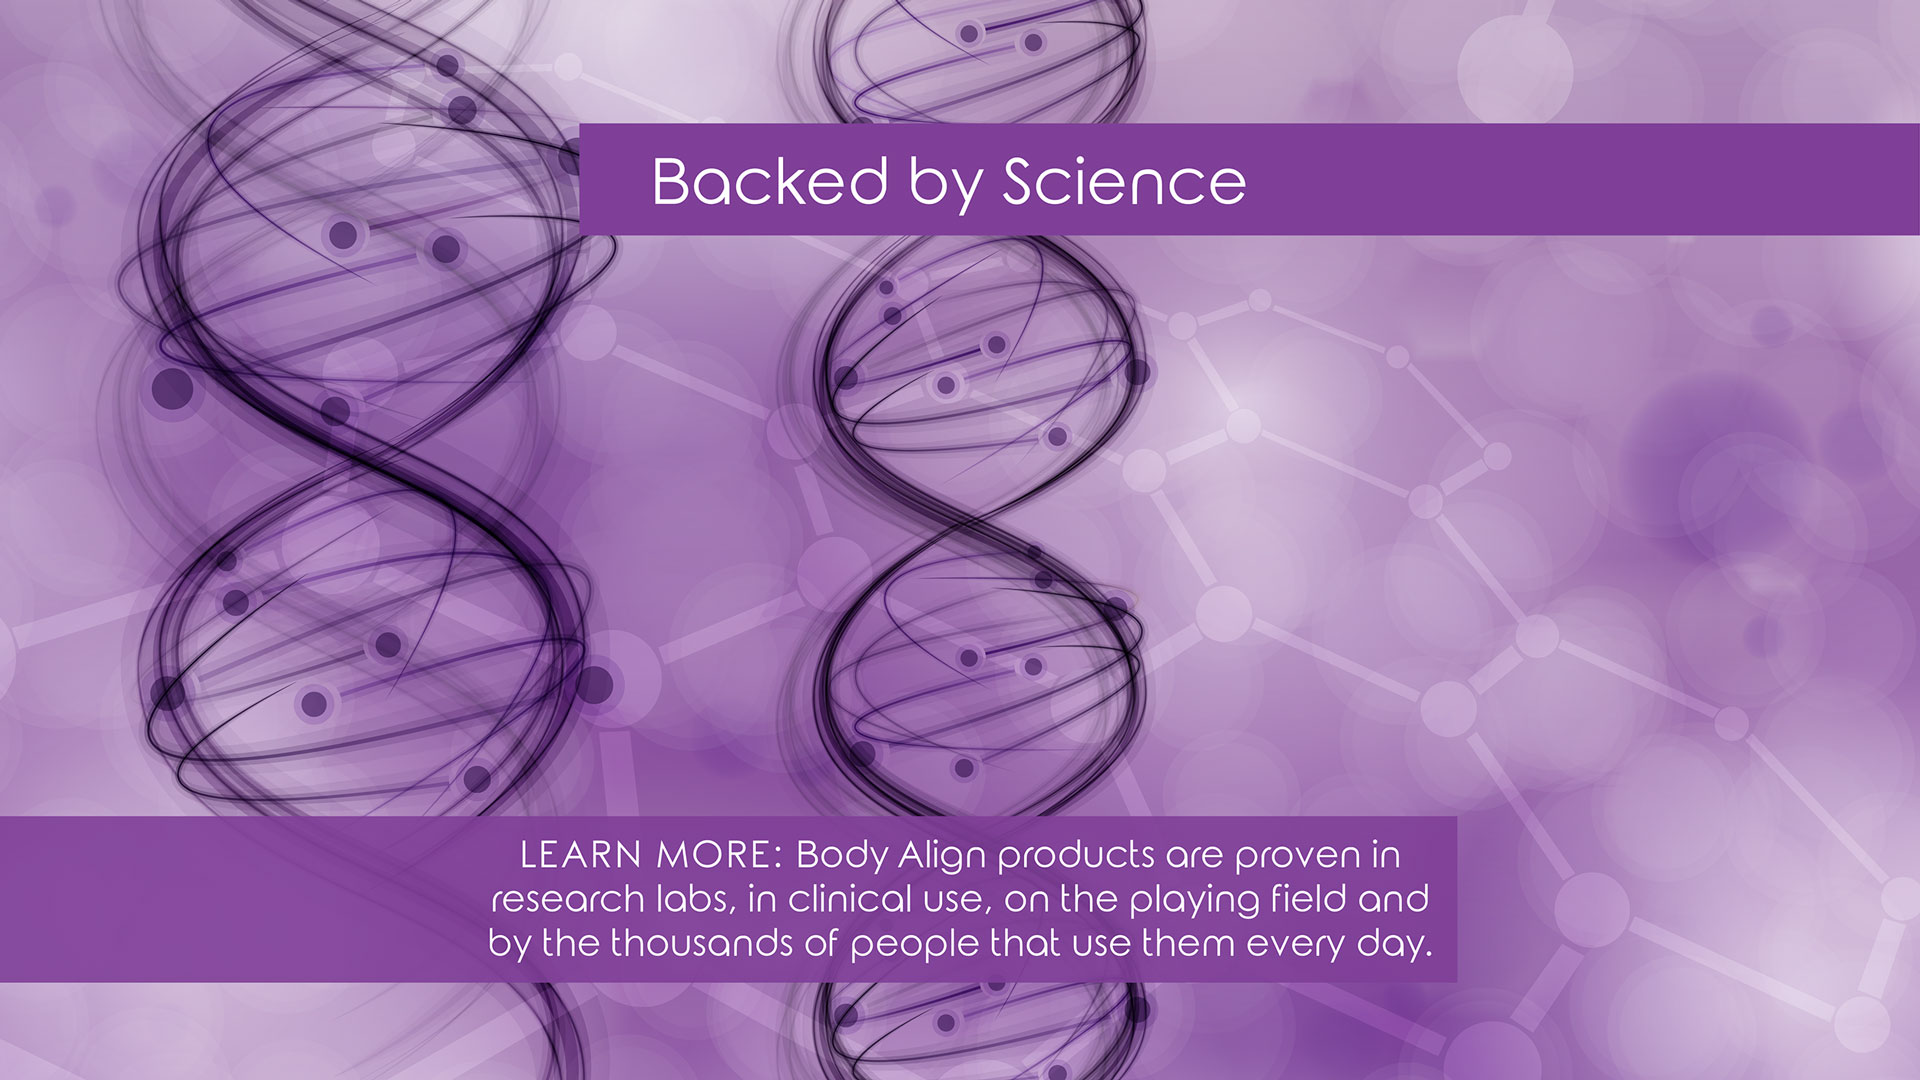 Backed by Science
LEARN MORE: Body Align products are proven in
research labs, in clinical use, on the playing field and
by the thousands of people that use them every day.